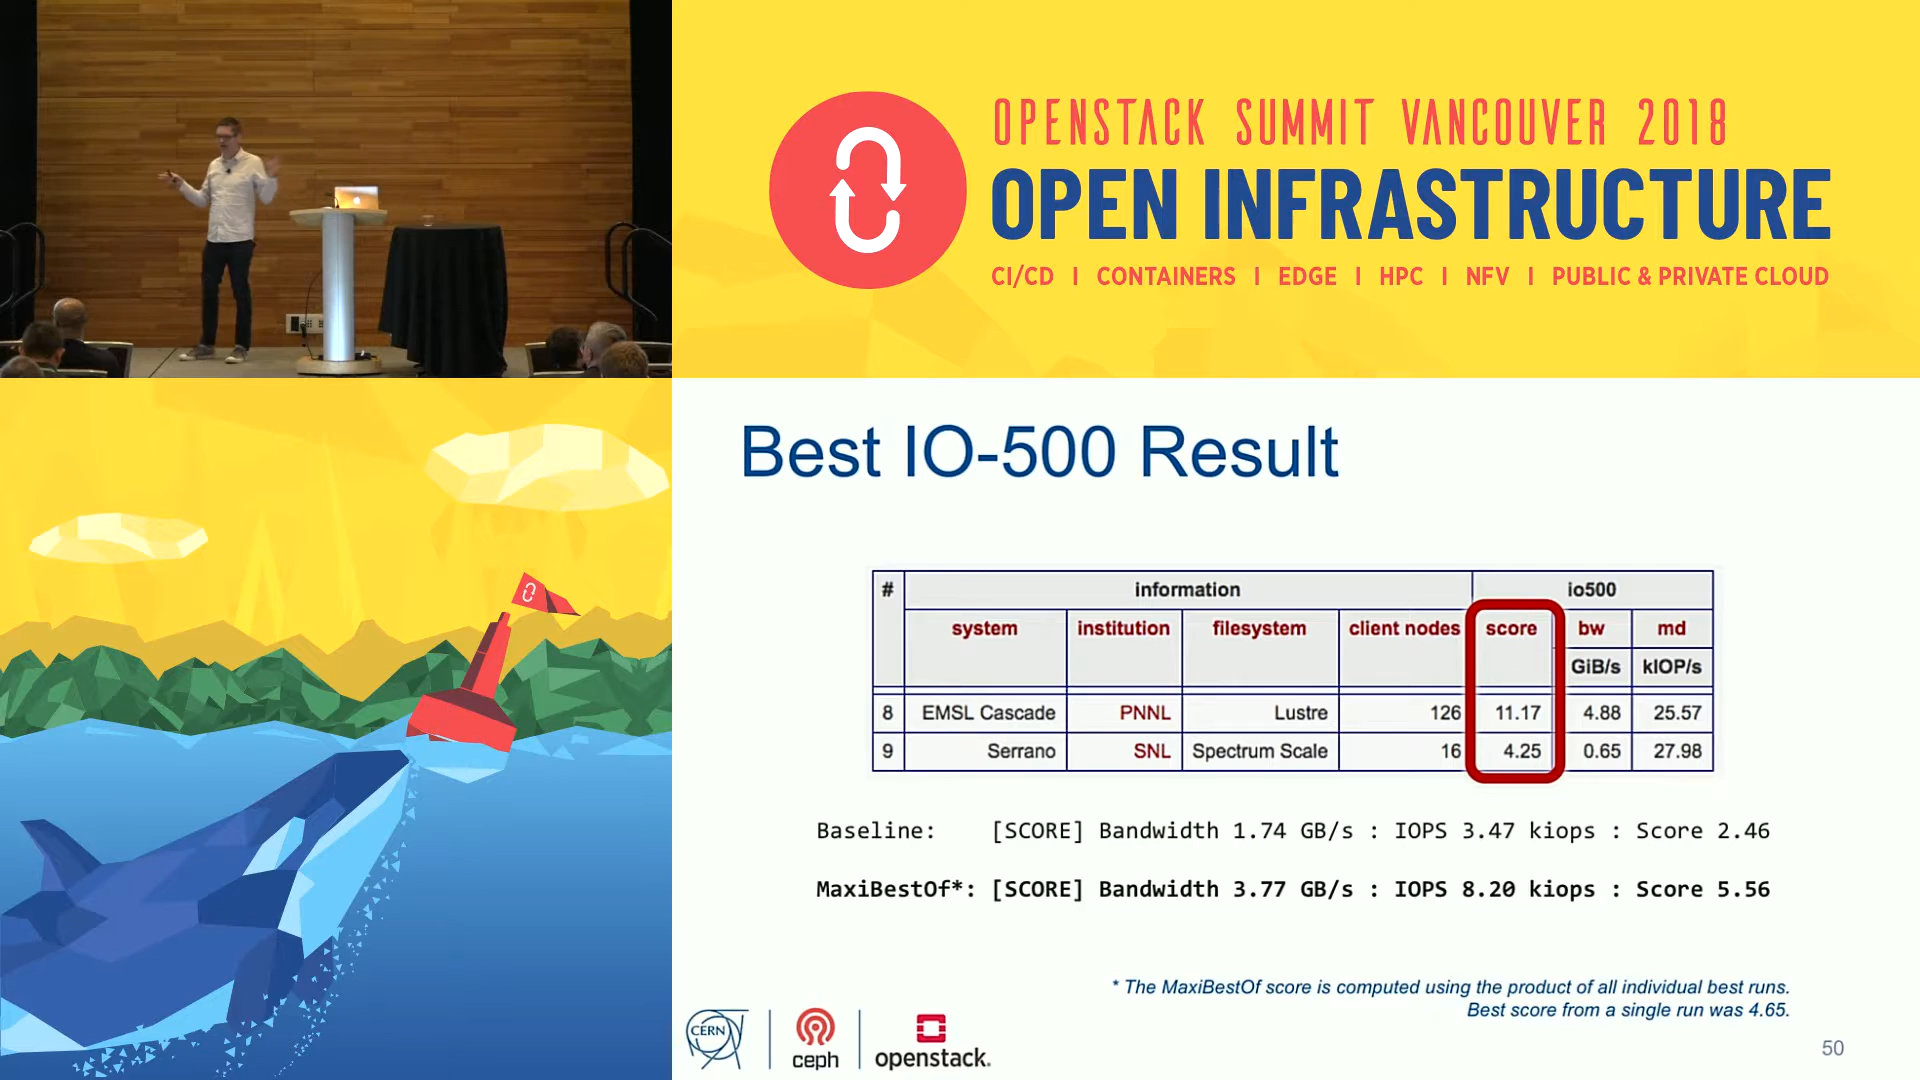 OPENSTACK SUMMIT VANCOUVER 2018
OPEN INFRASTRUCTURE
CI/CD I CONTAINERS I EDGE I HPC I NFV I PUBLIC & PRIVATE CLOUD
Best IO-500 Result
# information io500
system institution filesystem client nodes score bw md
GiB/s kIOP/s
8 EMSL Cascade PNNL Lustre 126 11.17 4.88 25.57
9 Serrano SNL Spectrum Scale 16 4.25 0.65 27.98
Baseline: [SCORE] Bandwidth 1.74 GB/s : IOPS 3.47 kiops : Score 2.46
MaxiBestOf*: [SCORE] Bandwidth 3.77 GB/s : IOPS 8.20 kiops : Score 5.56
* The MaxiBestOf score is computed using the product of all individual best runs.
Best score from a single run was 4.65.
CERN ceph openstack.
50